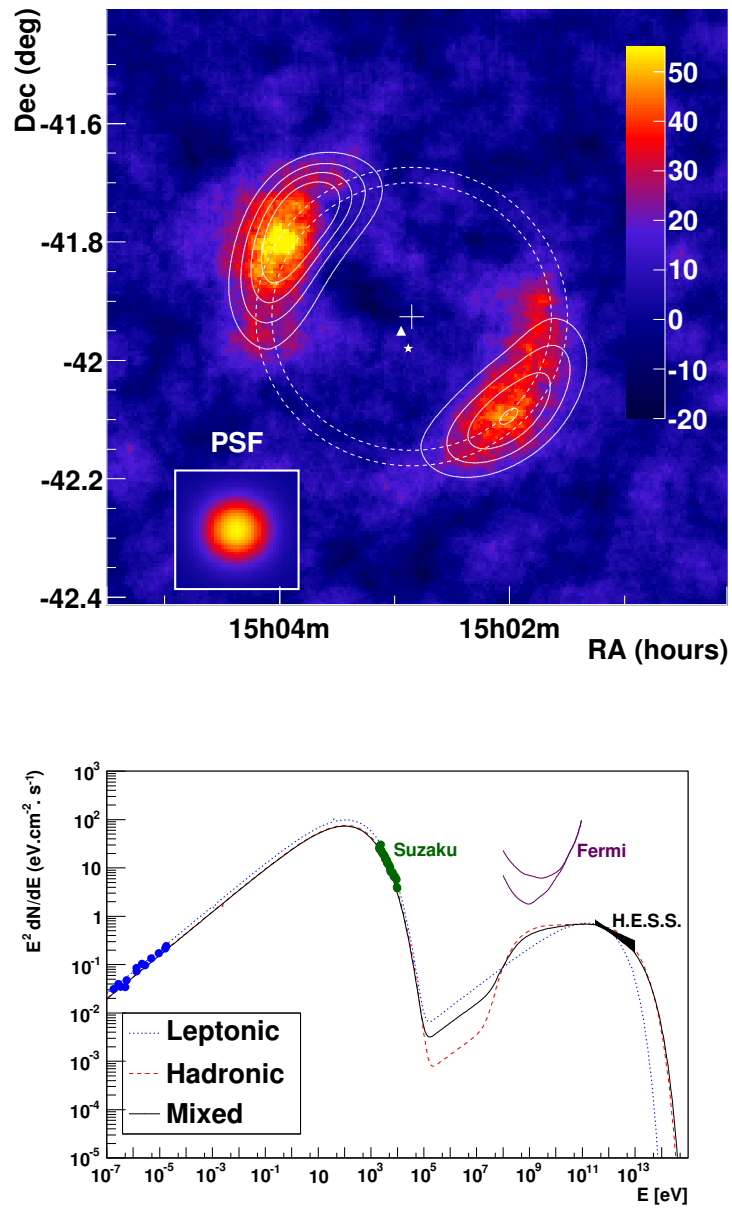 Dec (deg)
-41.6
-41.8
-42
-42.2
-42.4
50
40
30
20
10
0
-10
-20
PSF
15h04m
15h02m
RA (hours)
E² dN/dE (eV.cm⁻². s⁻¹)
10³
10²
10
1
10⁻¹
10⁻²
10⁻³
10⁻⁴
10⁻⁵
Suzaku
Fermi
H.E.S.S.
Leptonic
Hadronic
Mixed
10⁻⁷
10⁻⁵
10⁻³
10⁻¹
10
10³
10⁵
10⁷
10⁹
10¹¹
10¹³
E [eV]